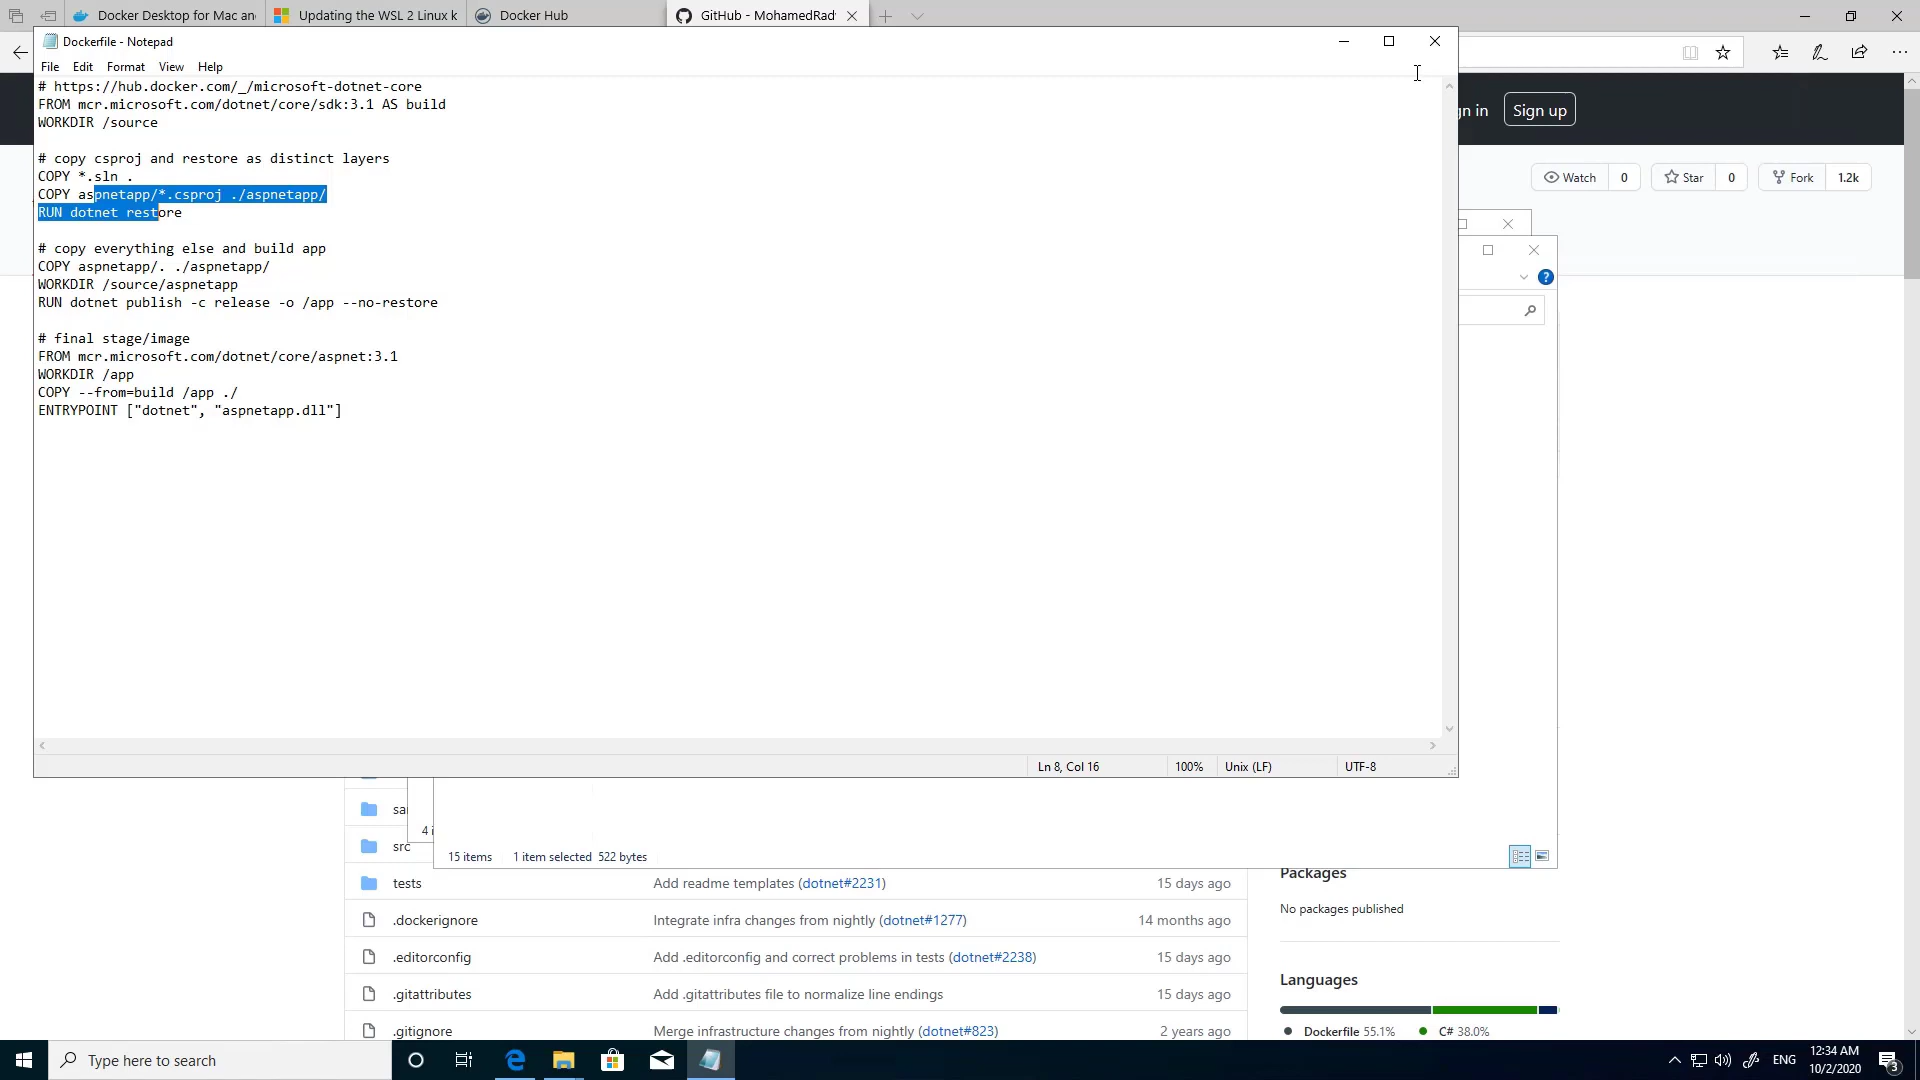 Docker Desktop for Mac an
Updating the WSL 2 Linux k
Docker Hub
GitHub - MohamedRad
Dockerfile - Notepad
File Edit Format View Help
# https://hub.docker.com/_/microsoft-dotnet-core
FROM mcr.microsoft.com/dotnet/core/sdk:3.1 AS build
WORKDIR /source
# copy csproj and restore as distinct layers
COPY *.sln .
COPY aspnetapp/*.csproj ./aspnetapp/
RUN dotnet restore
# copy everything else and build app
COPY aspnetapp/. ./aspnetapp/
WORKDIR /source/aspnetapp
RUN dotnet publish -c release -o /app --no-restore
# final stage/image
FROM mcr.microsoft.com/dotnet/core/aspnet:3.1
WORKDIR /app
COPY --from=build /app ./
ENTRYPOINT ["dotnet", "aspnetapp.dll"]
Ln 8, Col 16 100% Unix (LF) UTF-8
gn in Sign up
Watch 0 Star 0 Fork 1.2k
sa
4 i
src
15 items 1 item selected 522 bytes
tests Add readme templates (dotnet#2231) 15 days ago
.dockerignore Integrate infra changes from nightly (dotnet#1277) 14 months ago
.editorconfig Add .editorconfig and correct problems in tests (dotnet#2238) 15 days ago
.gitattributes Add .gitattributes file to normalize line endings 15 days ago
.gitignore Merge infrastructure changes from nightly (dotnet#823) 2 years ago
Packages
No packages published
Languages
Dockerfile 55.1% C# 38.0%
Type here to search
ENG
12:34 AM
10/2/2020
3